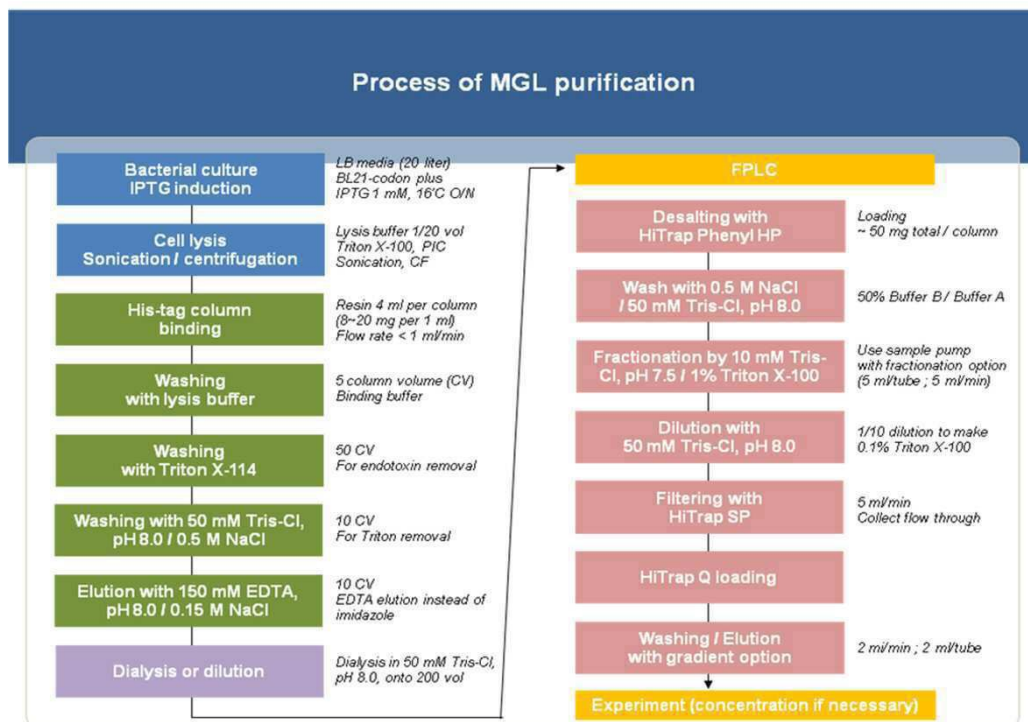 Process of MGL purification
Bacterial culture
IPTG induction
LB media (20 liter)
BL21-codon plus
IPTG 1 mM, 16℃ O/N
Cell lysis
Sonication / centrifugation
Lysis buffer 1/20 vol
Triton X-100, PIC
Sonication, CF
His-tag column
binding
Resin 4 ml per column
(8~20 mg per 1 ml)
Flow rate < 1 ml/min
Washing
with lysis buffer
5 column volume (CV)
Binding buffer
Washing
with Triton X-114
50 CV
For endotoxin removal
Washing with 50 mM Tris-Cl,
pH 8.0 / 0.5 M NaCl
10 CV
For Triton removal
Elution with 150 mM EDTA,
pH 8.0 / 0.15 M NaCl
10 CV
EDTA elution instead of
imidazole
Dialysis or dilution
Dialysis in 50 mM Tris-Cl,
pH 8.0, onto 200 vol
FPLC
Desalting with
HiTrap Phenyl HP
Loading
~ 50 mg total / column
Wash with 0.5 M NaCl
/ 50 mM Tris-Cl, pH 8.0
50% Buffer B / Buffer A
Fractionation by 10 mM Tris-
Cl, pH 7.5 / 1% Triton X-100
Use sample pump
with fractionation option
(5 ml/tube ; 5 ml/min)
Dilution with
50 mM Tris-Cl, pH 8.0
1/10 dilution to make
0.1% Triton X-100
Filtering with
HiTrap SP
5 ml/min
Collect flow through
HiTrap Q loading
Washing / Elution
with gradient option
2 ml/min ; 2 ml/tube
Experiment (concentration if necessary)